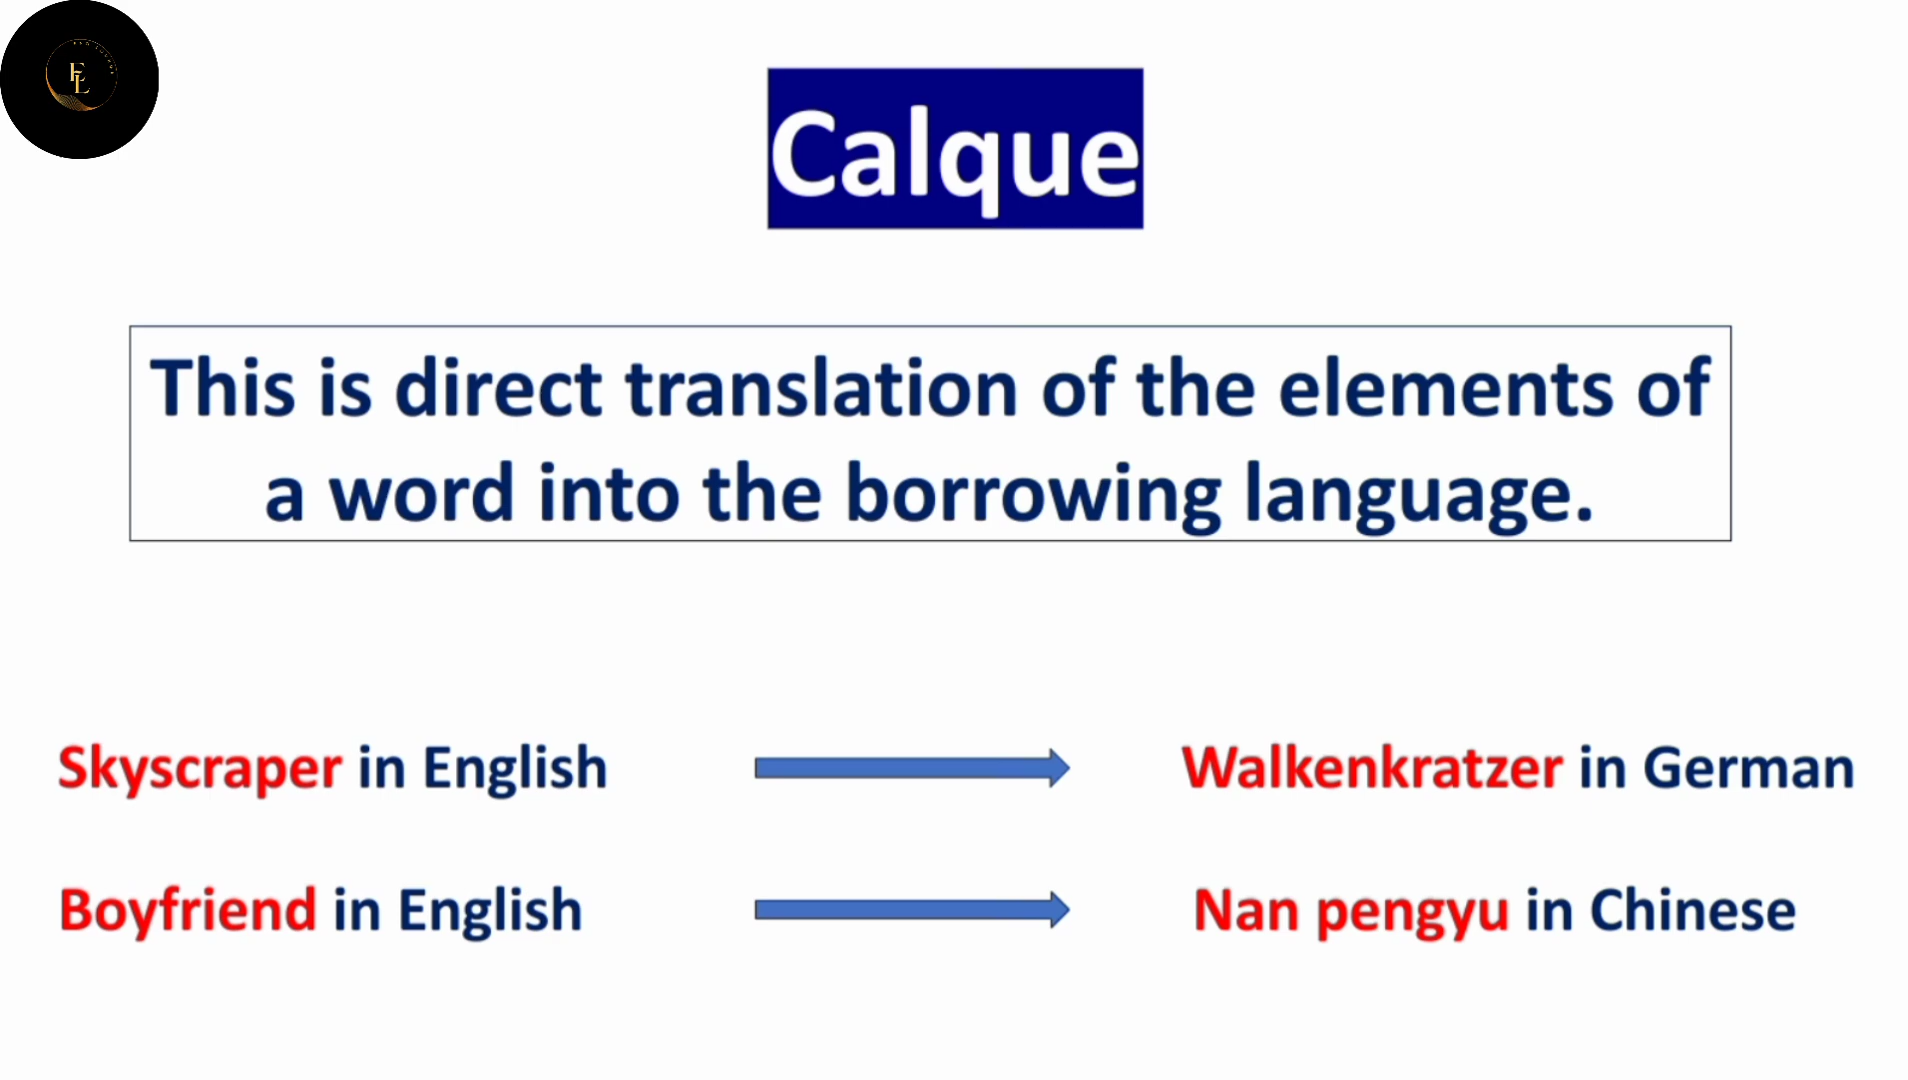 EL
Calque
This is direct translation of the elements of
a word into the borrowing language.
Skyscraper in English
Walkenkratzer in German
Boyfriend in English
Nan pengyu in Chinese